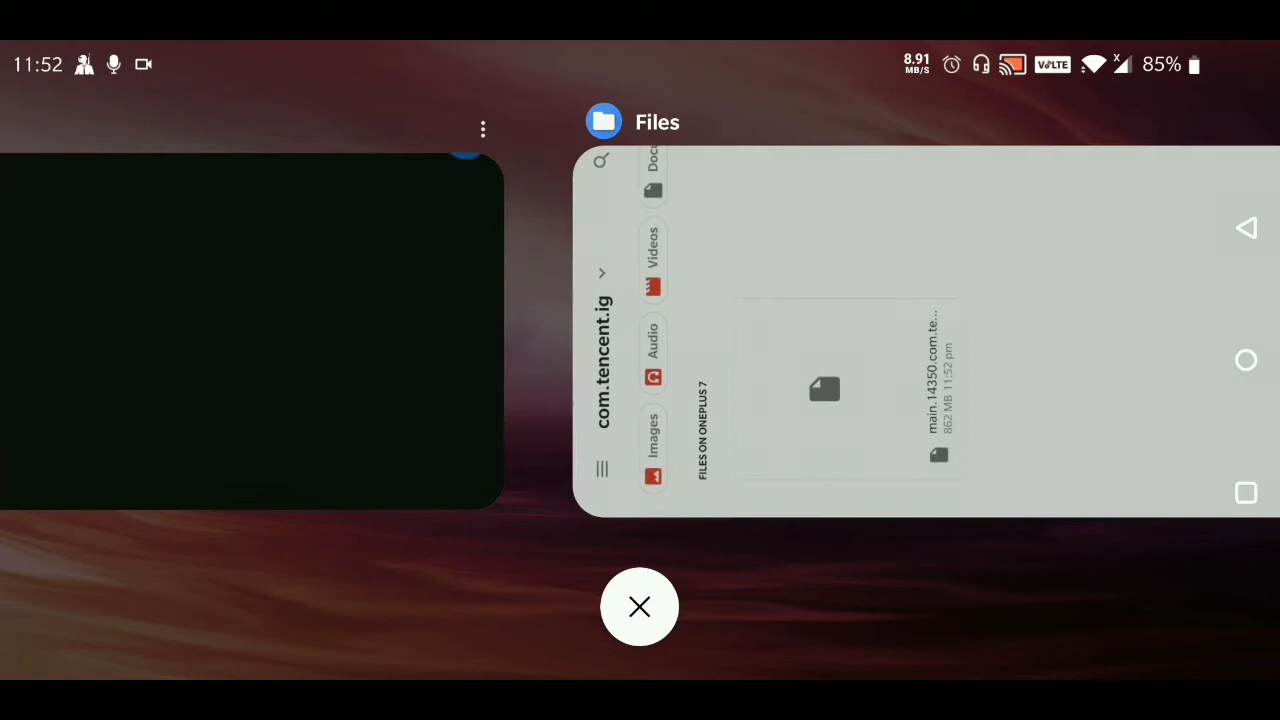 11:52
8.91
MB/S
VoLTE
X
85%
Files
com.tencent.ig
Images
Audio
Videos
Docu
FILES ON ONEPLUS 7
main.14350.com.te...
862 MB 11:52 pm